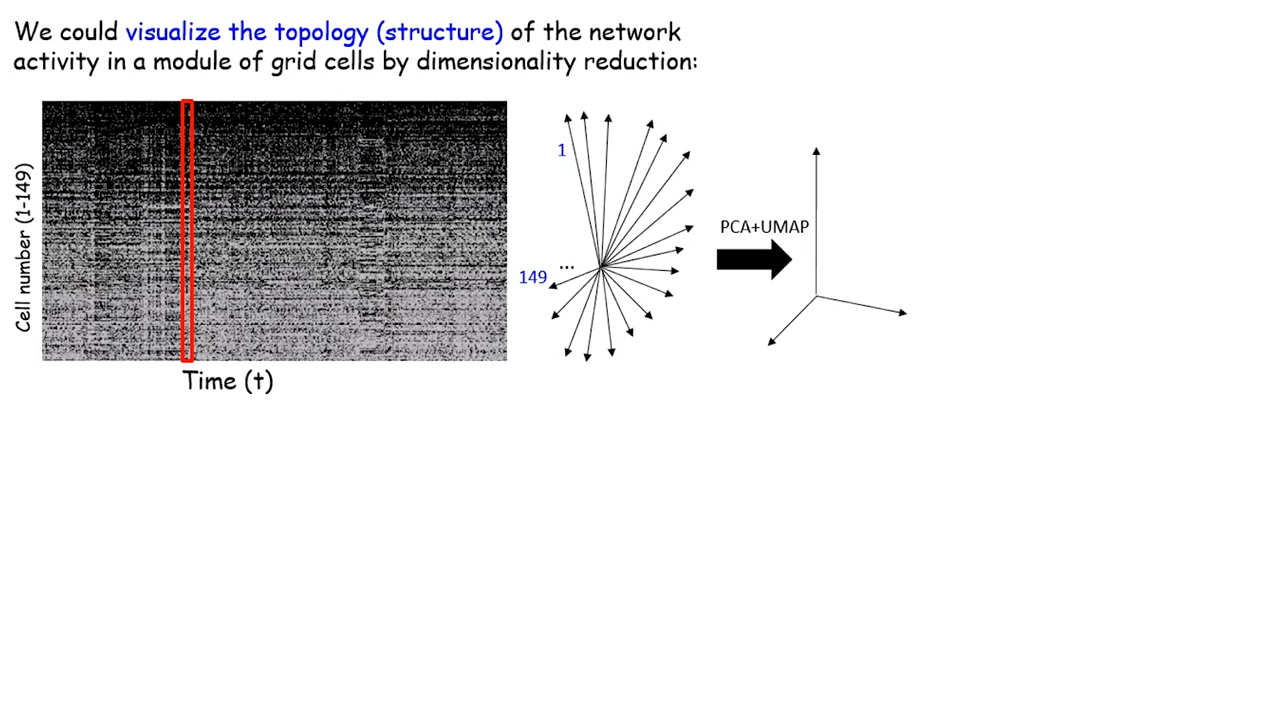 We could visualize the topology (structure) of the network
activity in a module of grid cells by dimensionality reduction:
Cell number (1-149)
Time (t)
1
...
149
PCA+UMAP